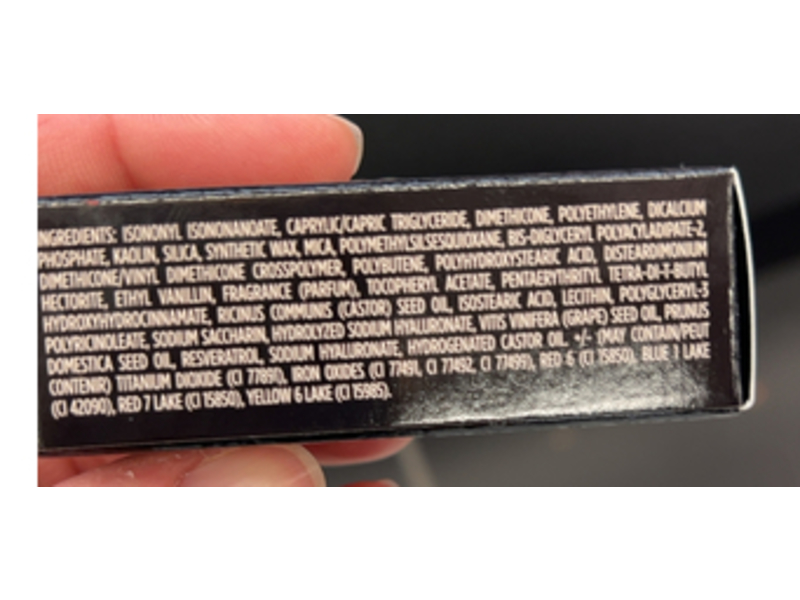 NGREDIENTS: ISONONYL ISONONANOATE, CAPRYLIC/CAPRIC TRIGLYCERIDE, DIMETHICONE, POLYETHYLENE, DICALCIUM
PHOSPHATE, KAOLIN, SILICA, SYNTHETIC WAX, MICA, POLYMETHYLSILSESQUIOXANE, BIS-DIGLYCERYL POLYACYLADIPATE-2,
DIMETHICONE/VINYL DIMETHICONE CROSSPOLYMER, POLYBUTENE, POLYHYDROXYSTEARIC ACID, DISTEARDIMONIUM
HECTORITE, ETHYL VANILLIN, FRAGRANCE (PARFUM), TOCOPHERYL ACETATE, PENTAERYTHRITYL TETRA-DI-T-BUTYL
HYDROXYHYDROCINNAMATE, RICINUS COMMUNIS (CASTOR) SEED OIL, ISOSTEARIC ACID, LECITHIN, POLYGLYCERYL-3
POLYRICINOLEATE, SODIUM SACCHARIN, HYDROLYZED SODIUM HYALURONATE, VITIS VINIFERA (GRAPE) SEED OIL, PRUNUS
DOMESTICA SEED OIL, RESVERATROL, SODIUM HYALURONATE, HYDROGENATED CASTOR OIL. +/- (MAY CONTAIN/PEUT
CONTENIR) TITANIUM DIOXIDE (CI 77891), IRON OXIDES (CI 77491, CI 77492, CI 77499), RED 6 (CI 15850), BLUE 1 LAKE
(CI 42090), RED 7 LAKE (CI 15850), YELLOW 6 LAKE (CI 15985).